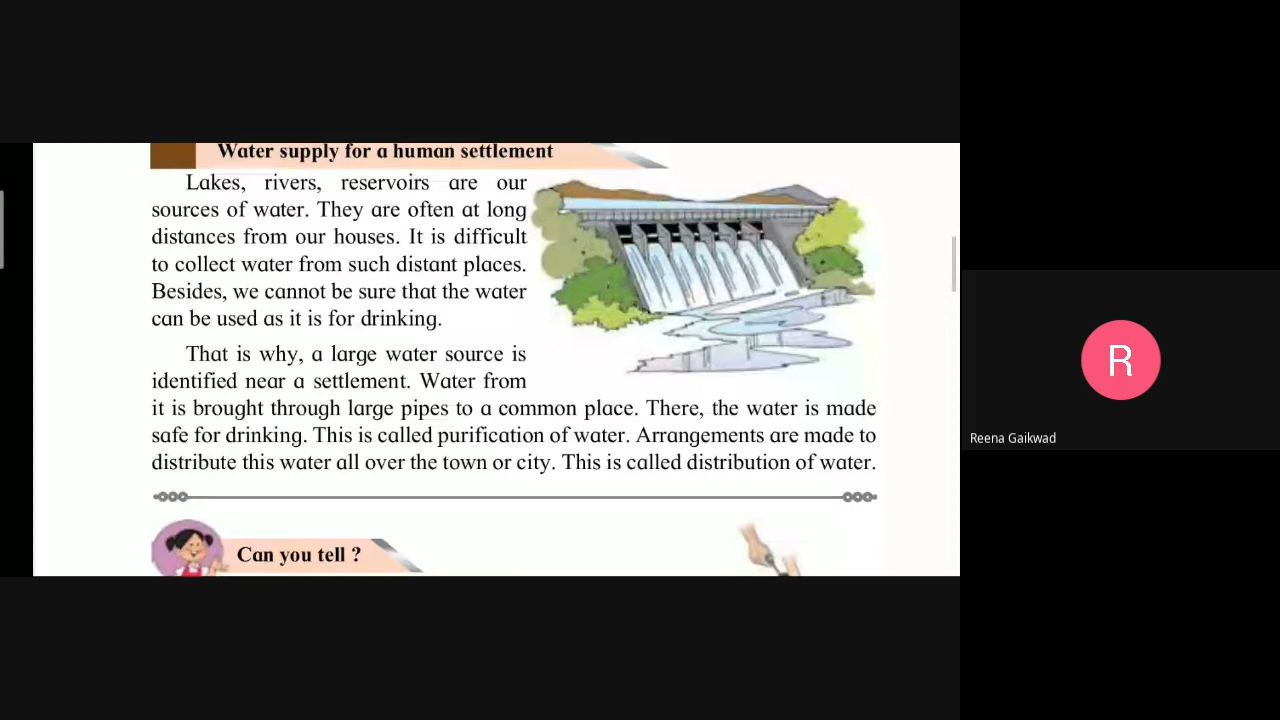 Water supply for a human settlement
Lakes, rivers, reservoirs are our
sources of water. They are often at long
distances from our houses. It is difficult
to collect water from such distant places.
Besides, we cannot be sure that the water
can be used as it is for drinking.
That is why, a large water source is
identified near a settlement. Water from
it is brought through large pipes to a common place. There, the water is made
safe for drinking. This is called purification of water. Arrangements are made to
distribute this water all over the town or city. This is called distribution of water.
Can you tell ?
R
Reena Gaikwad